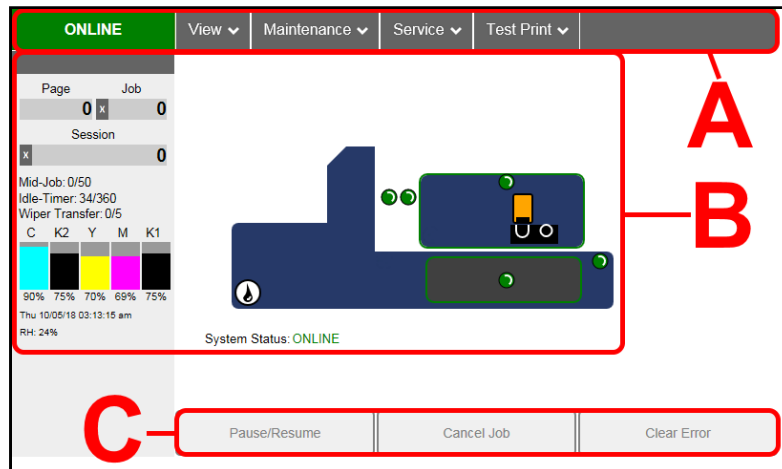 ONLINE View Maintenance Service Test Print
A
Page Job
0 x 0
Session
x 0
Mid-Job: 0/50
Idle-Timer: 34/360
Wiper Transfer: 0/5
C K2 Y M K1
90% 75% 70% 69% 75%
Thu 10/05/18 03:13:15 am
RH: 24%
B
System Status: ONLINE
C
Pause/Resume Cancel Job Clear Error